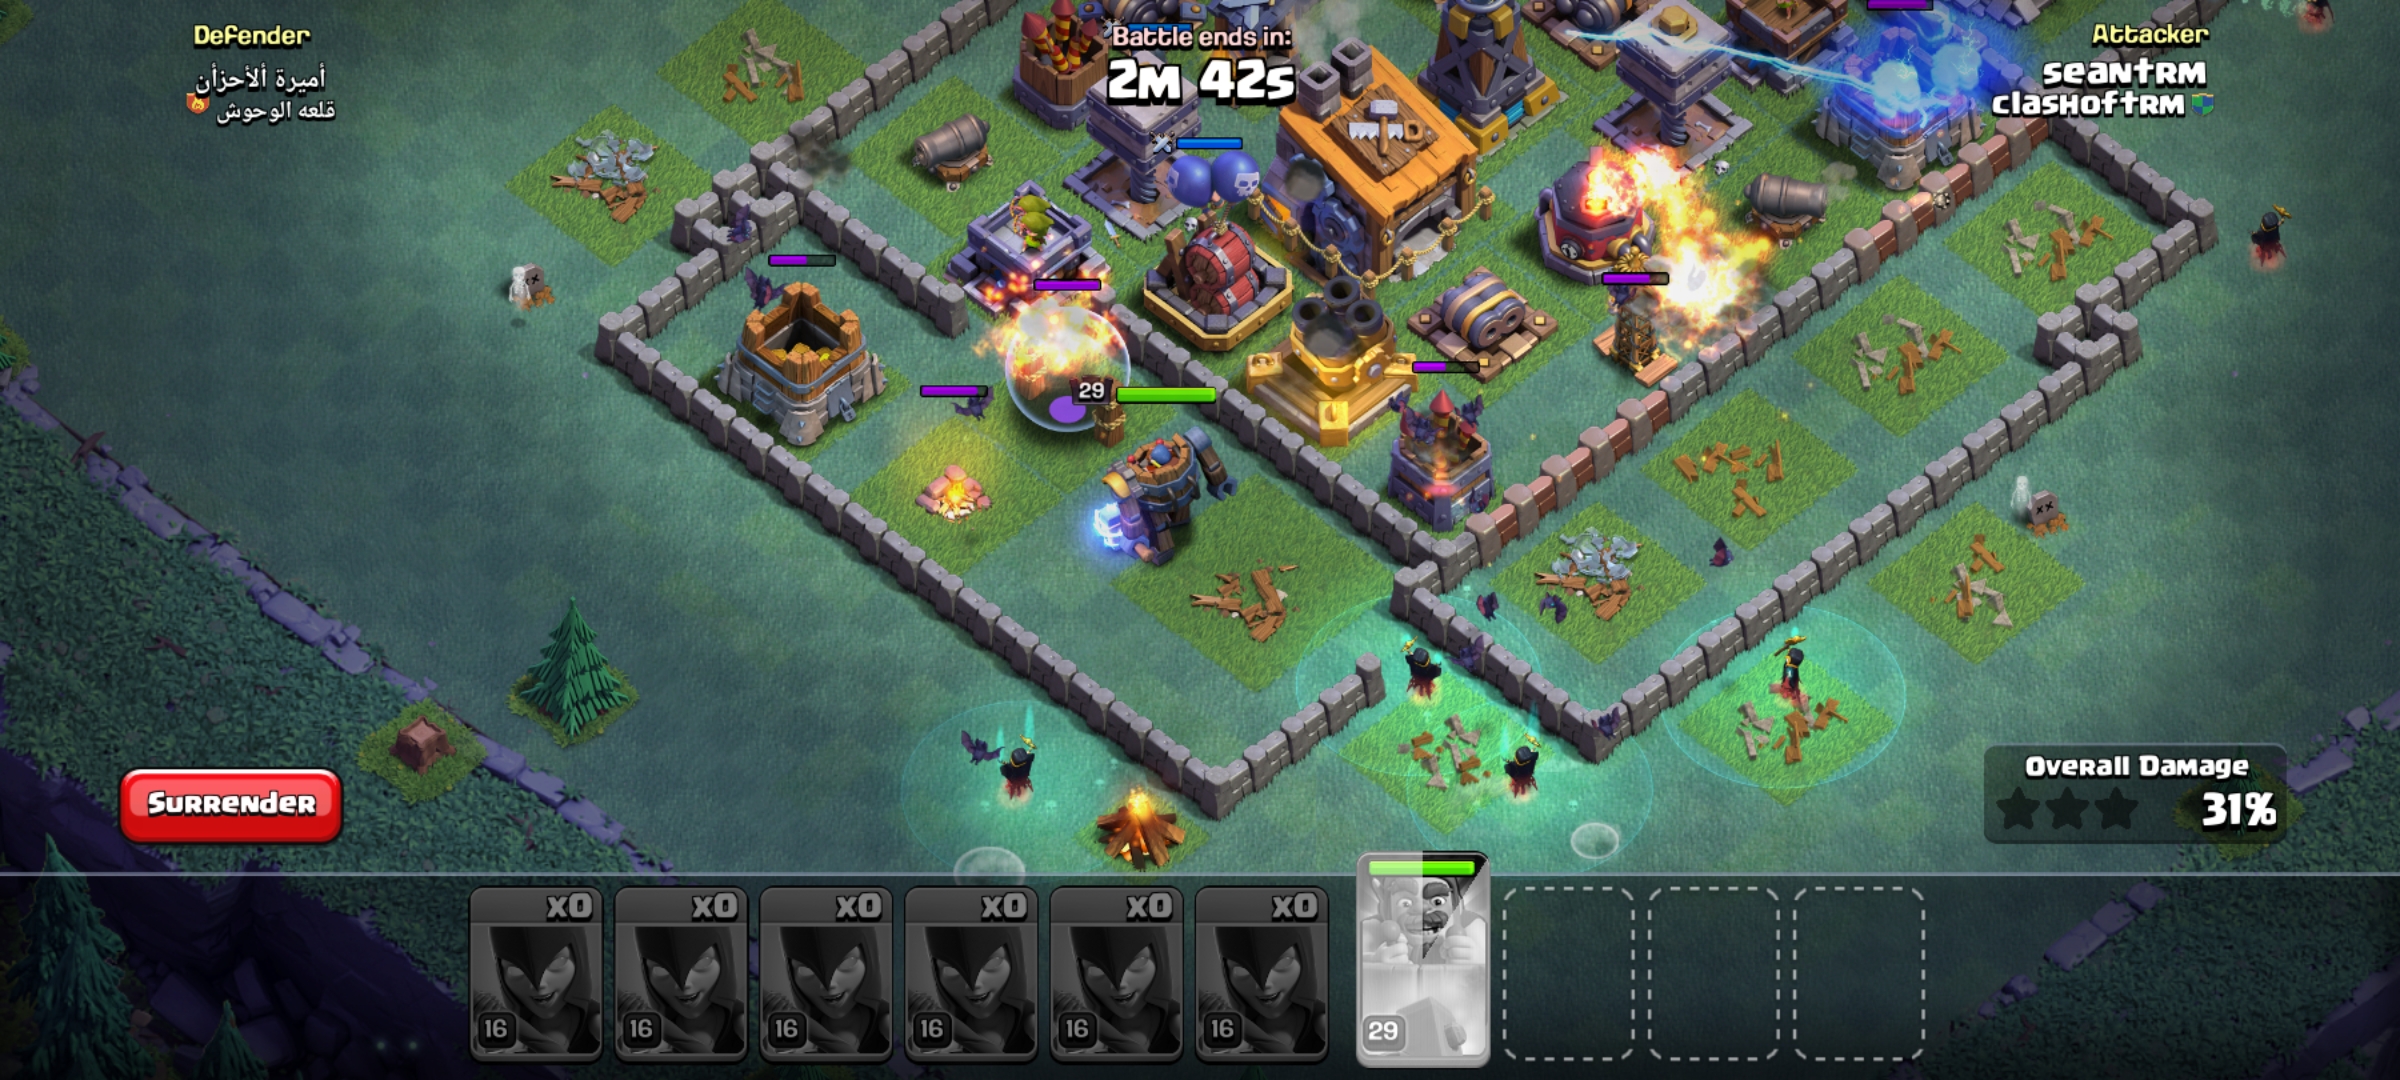 Defender
أميرة ألأحزأن
قلعه الوحوش
Battle ends in:
2M 42s
Attacker
seantRM
clashoftRM
29
Surrender
Overall Damage
31%
x0
x0
x0
x0
x0
x0
16
16
16
16
16
16
29